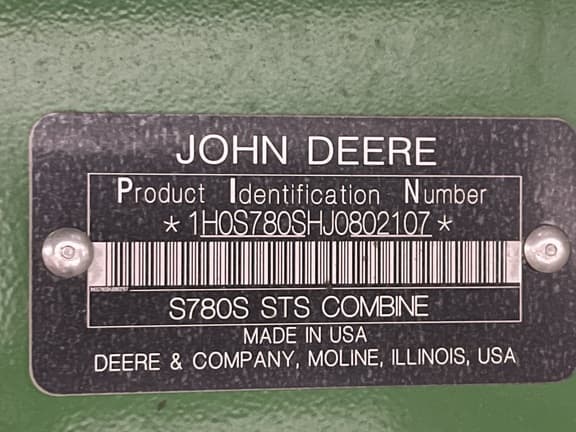 JOHN DEERE
Product Identification Number
*1H0S780SHJ0802107*
S780S STS COMBINE
MADE IN USA
DEERE & COMPANY, MOLINE, ILLINOIS, USA